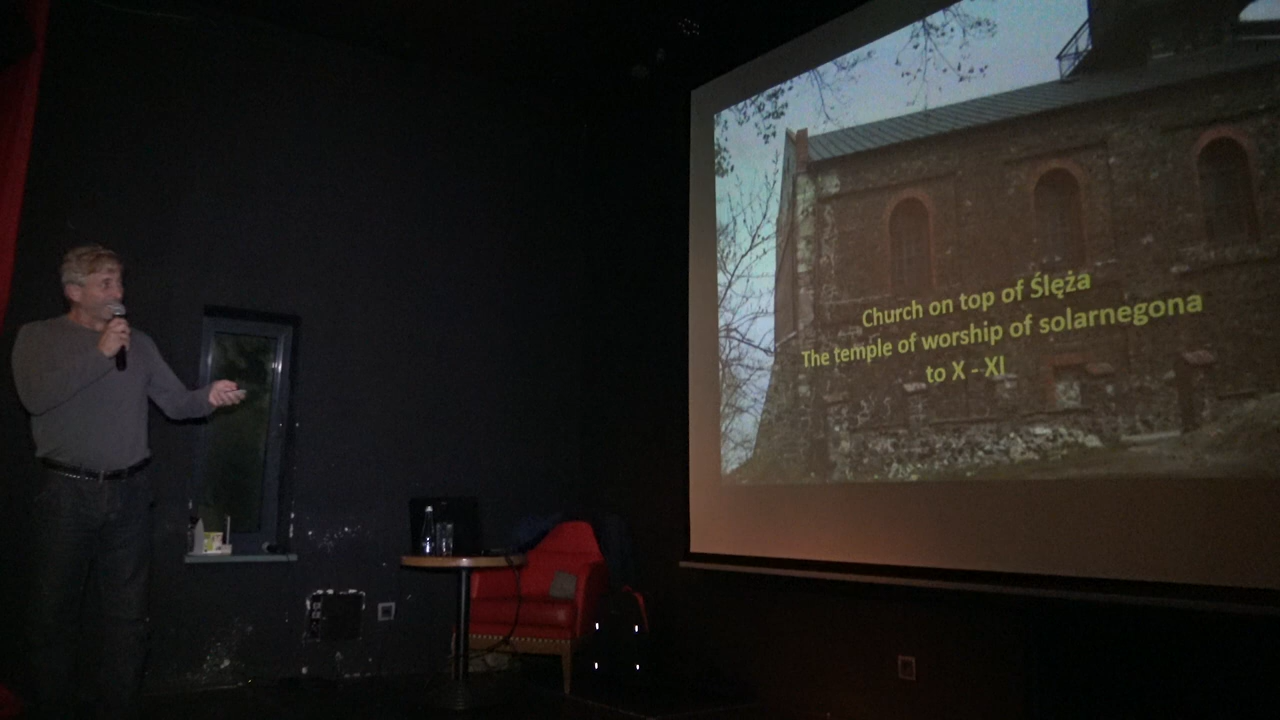 Church on top of Ślęża
The temple of worship of solarnegona
to X - XI